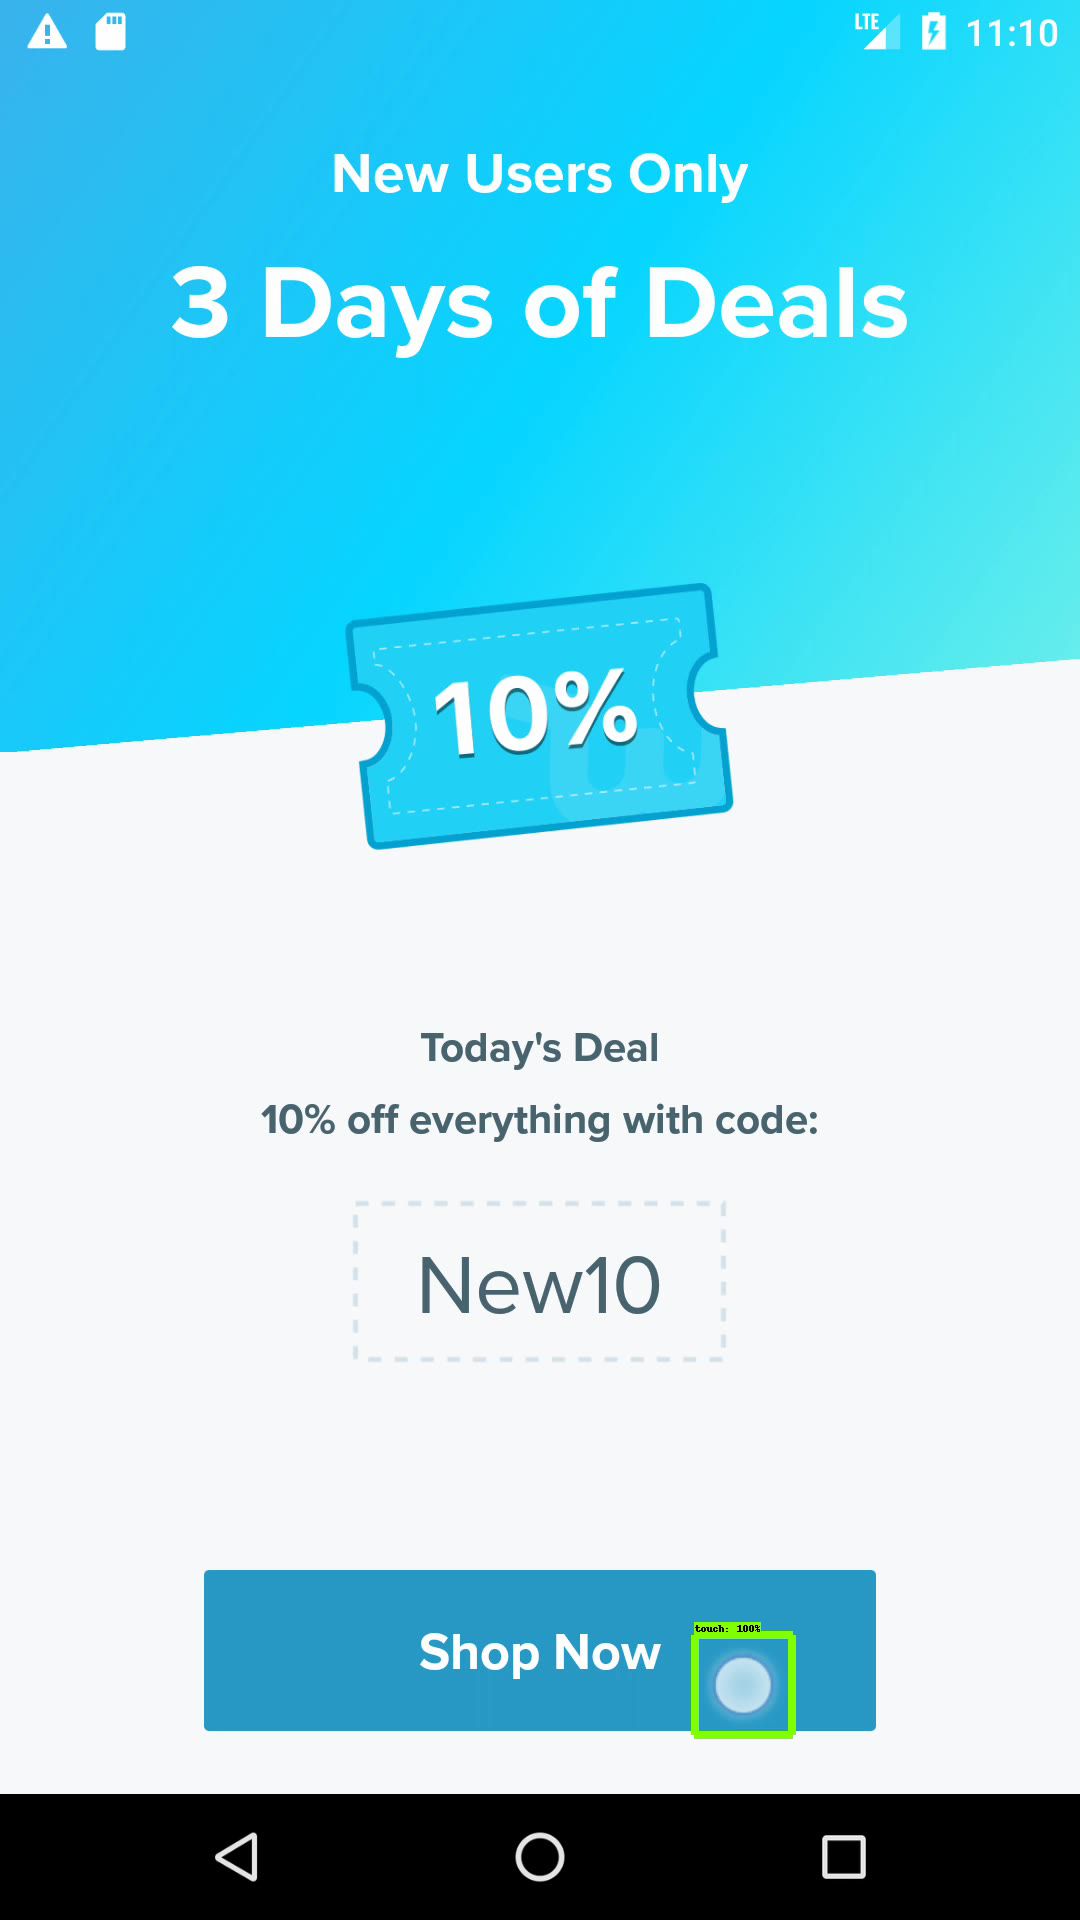 LTE 11:10
New Users Only
3 Days of Deals
10%
Today's Deal
10% off everything with code:
New10
touch: 100%
Shop Now